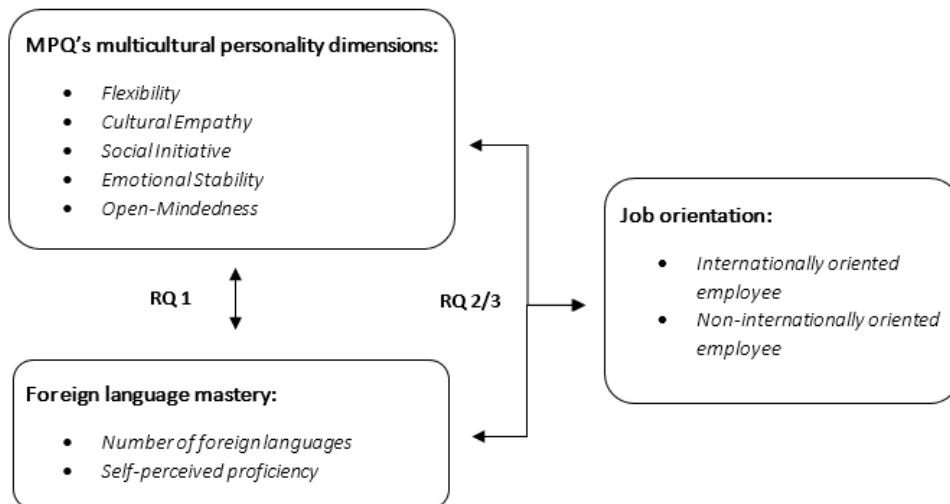 MPQ's multicultural personality dimensions:
• Flexibility
• Cultural Empathy
• Social Initiative
• Emotional Stability
• Open-Mindedness
RQ 1
RQ 2/3
Job orientation:
• Internationally oriented
employee
• Non-internationally oriented
employee
Foreign language mastery:
• Number of foreign languages
• Self-perceived proficiency